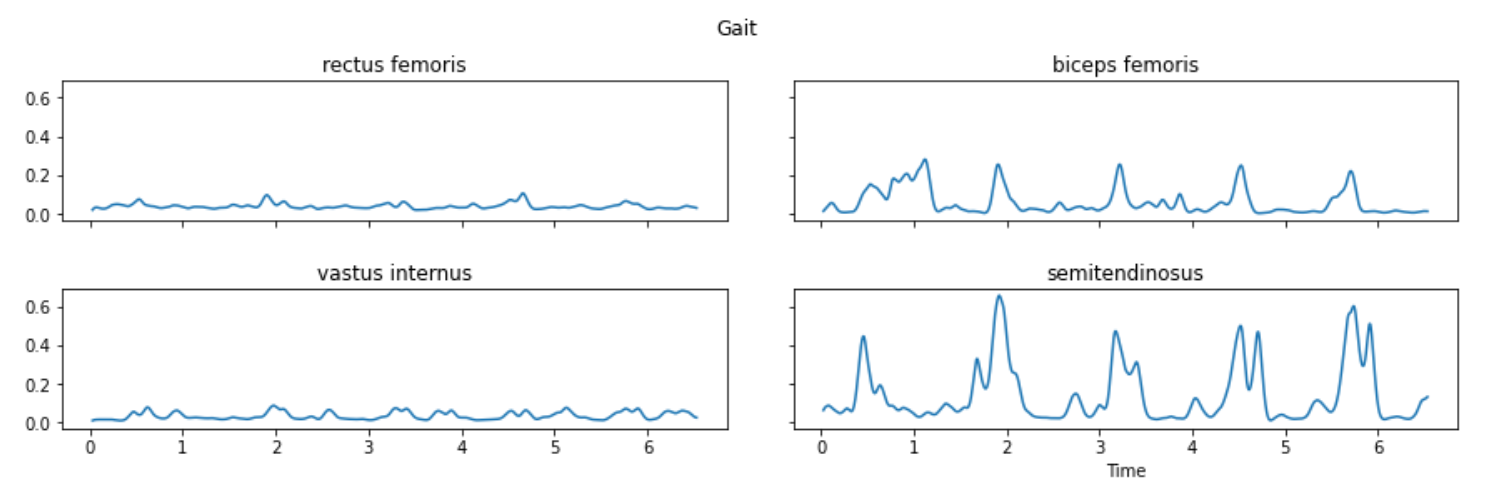 Gait
rectus femoris
biceps femoris
0.6
0.4
0.2
0.0
vastus internus
semitendinosus
0.6
0.4
0.2
0.0
0 1 2 3 4 5 6
0 1 2 3 4 5 6
Time